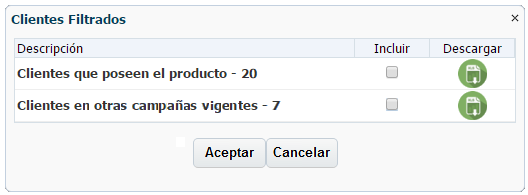 Clientes Filtrados ×
Descripción Incluir Descargar
Clientes que poseen el producto - 20
Clientes en otras campañas vigentes - 7
Aceptar Cancelar